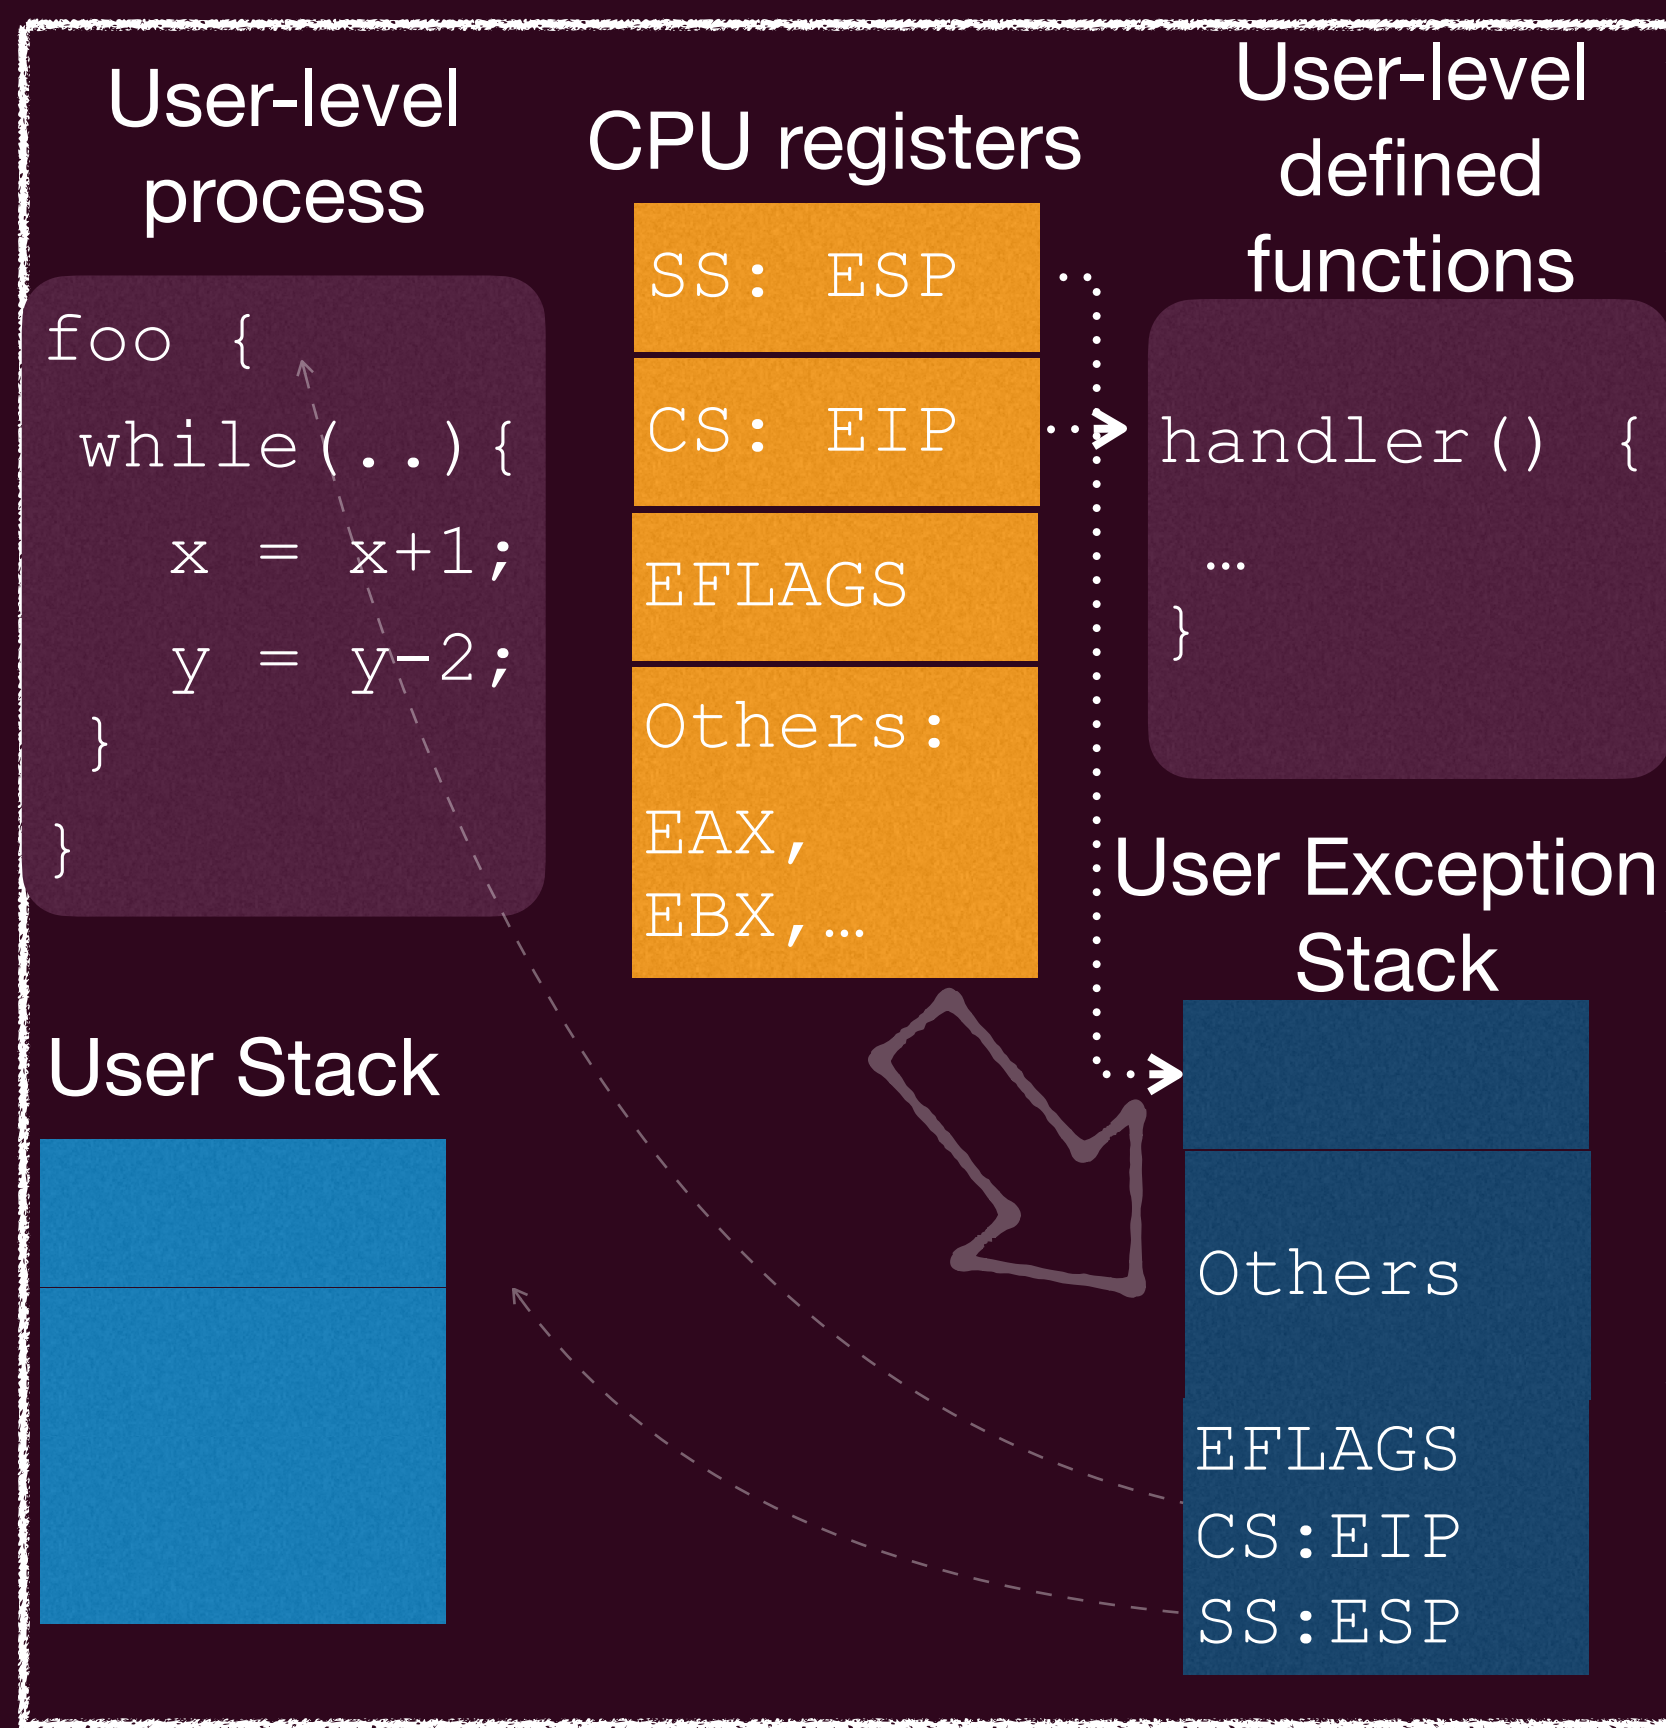 User-level
process
foo {
while(..){
x = x+1;
y = y-2;
}
}
User Stack
CPU registers
SS: ESP
CS: EIP
EFLAGS
Others:
EAX,
EBX,…
User-level
defined
functions
handler() {
…
}
User Exception
Stack
Others
EFLAGS
CS:EIP
SS:ESP